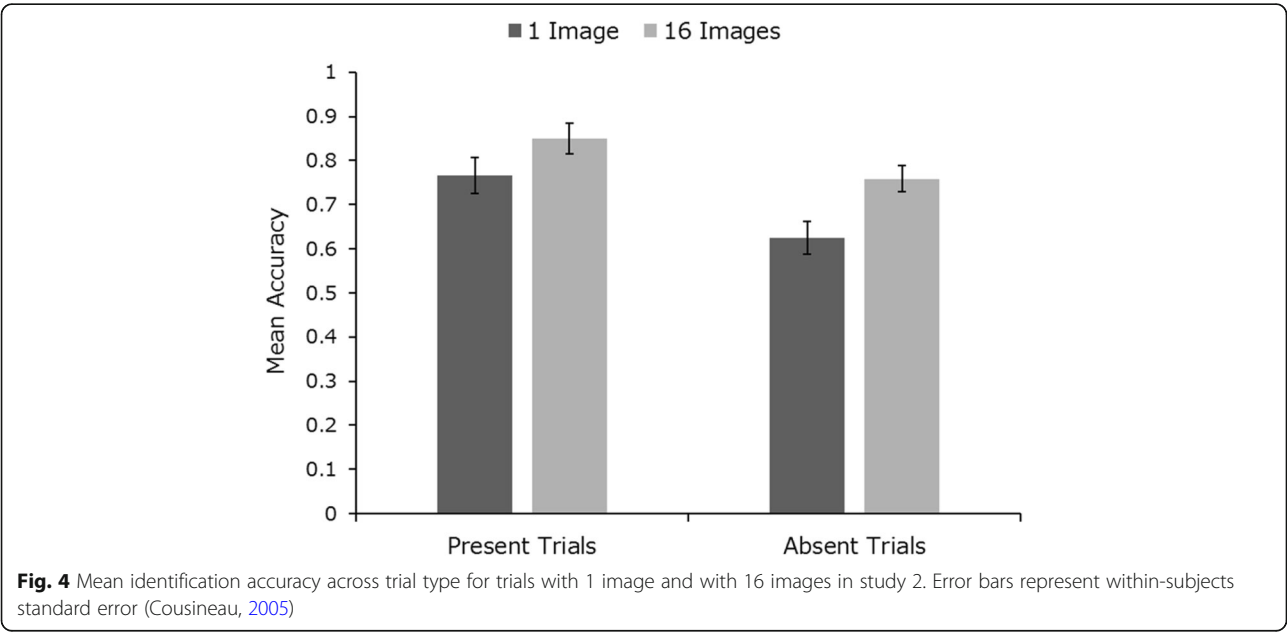 1 Image 16 Images
1
0.9
0.8
0.7
0.6
0.5
0.4
0.3
0.2
0.1
0
Mean Accuracy
Present Trials Absent Trials
Fig. 4 Mean identification accuracy across trial type for trials with 1 image and with 16 images in study 2. Error bars represent within-subjects
standard error (Cousineau, 2005)